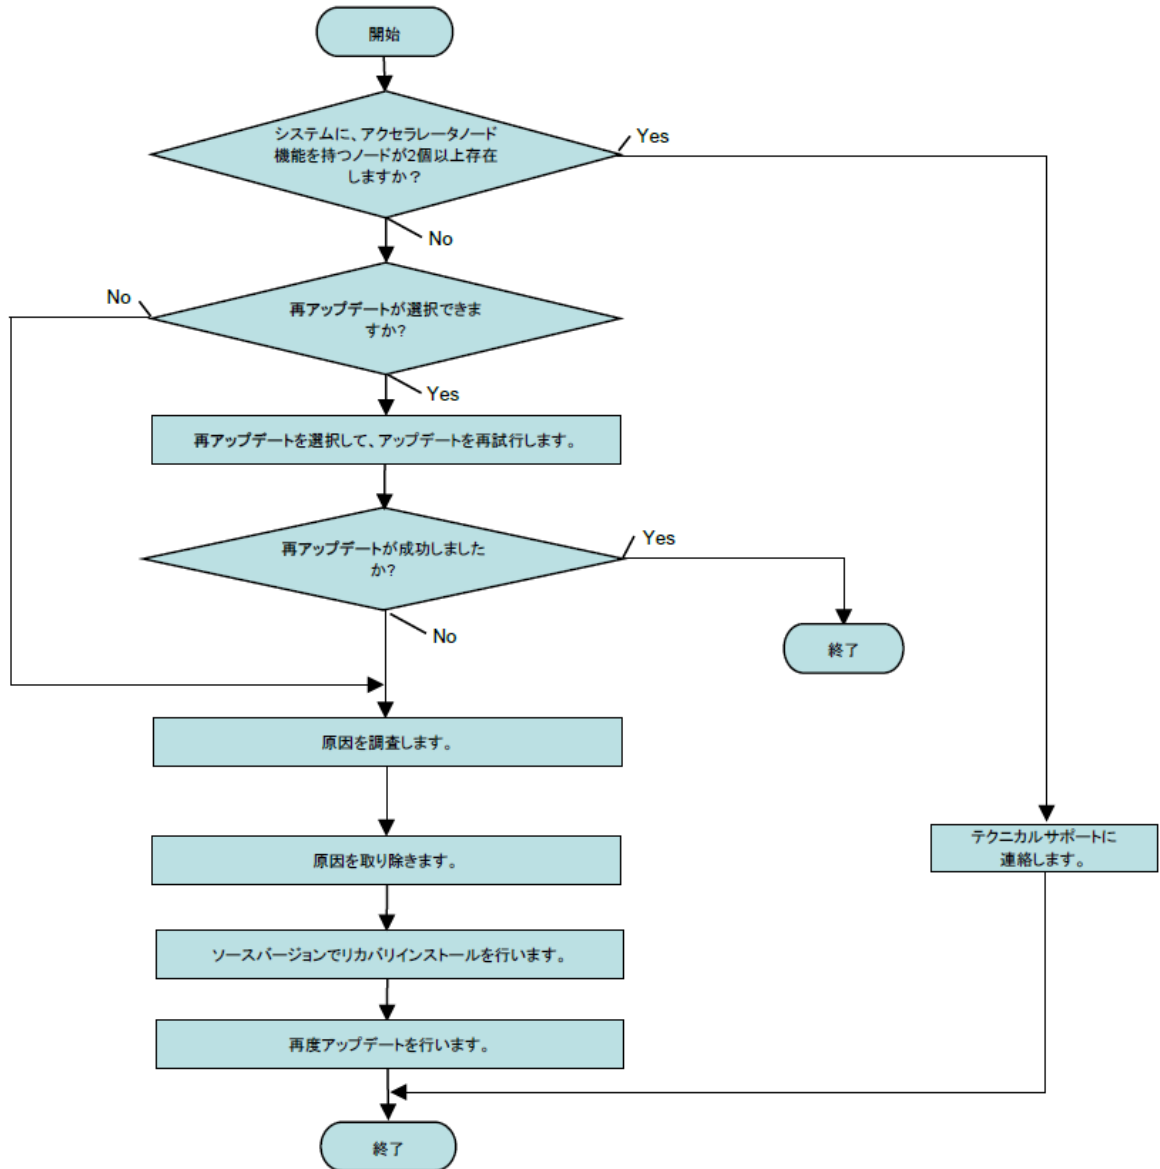 開始
システムに、アクセラレータノード
機能を持つノードが2個以上存在
しますか？
Yes
No
再アップデートが選択できま
すか?
No
Yes
再アップデートを選択して、アップデートを再試行します。
再アップデートが成功しました
か?
Yes
No
終了
原因を調査します。
原因を取り除きます。
テクニカルサポートに
連絡します。
ソースバージョンでリカバリインストールを行います。
再度アップデートを行います。
終了